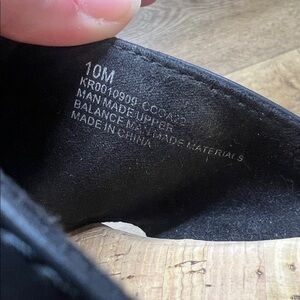 10M
KR0010909
MAN MADE UPPER
BALANCE MAN MADE MATERIALS
MADE IN CHINA